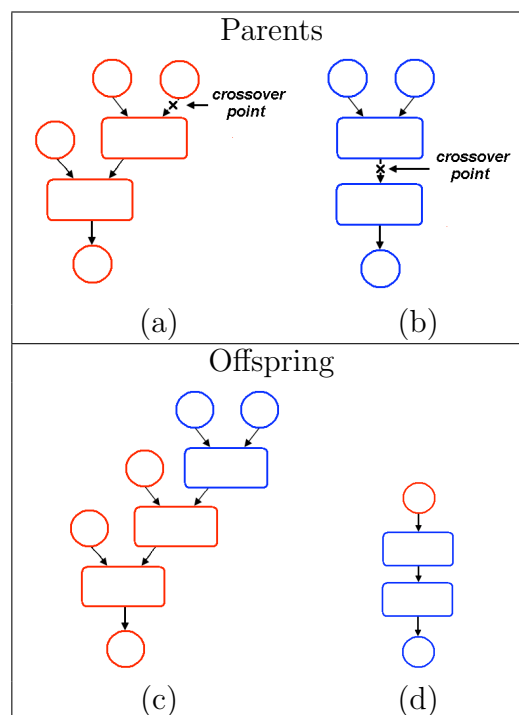 Parents
crossover
point
crossover
point
(a)
(b)
Offspring
(c)
(d)